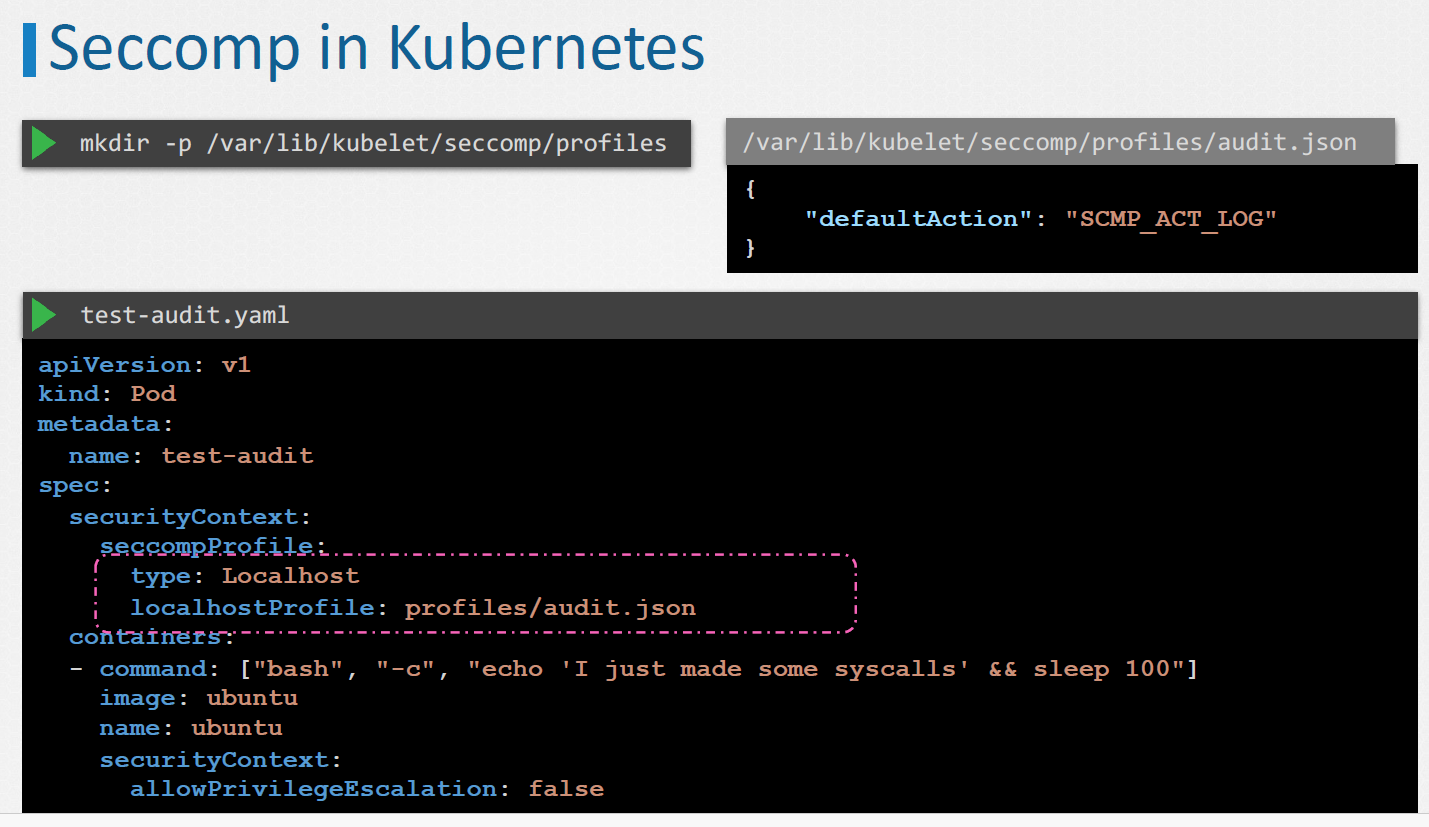 Seccomp in Kubernetes
mkdir -p /var/lib/kubelet/seccomp/profiles
/var/lib/kubelet/seccomp/profiles/audit.json
{
    "defaultAction": "SCMP_ACT_LOG"
}
test-audit.yaml
apiVersion: v1
kind: Pod
metadata:
  name: test-audit
spec:
  securityContext:
    seccompProfile:
      type: Localhost
      localhostProfile: profiles/audit.json
  containers:
  - command: ["bash", "-c", "echo 'I just made some syscalls' && sleep 100"]
    image: ubuntu
    name: ubuntu
    securityContext:
      allowPrivilegeEscalation: false